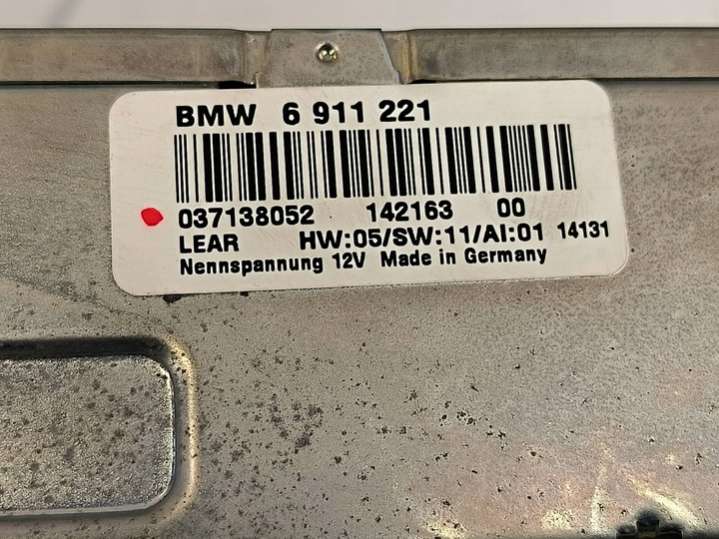 BMW 6 911 221
037138052 142163 00
LEAR HW:05/SW:11/AI:01 14131
Nennspannung 12V Made in Germany